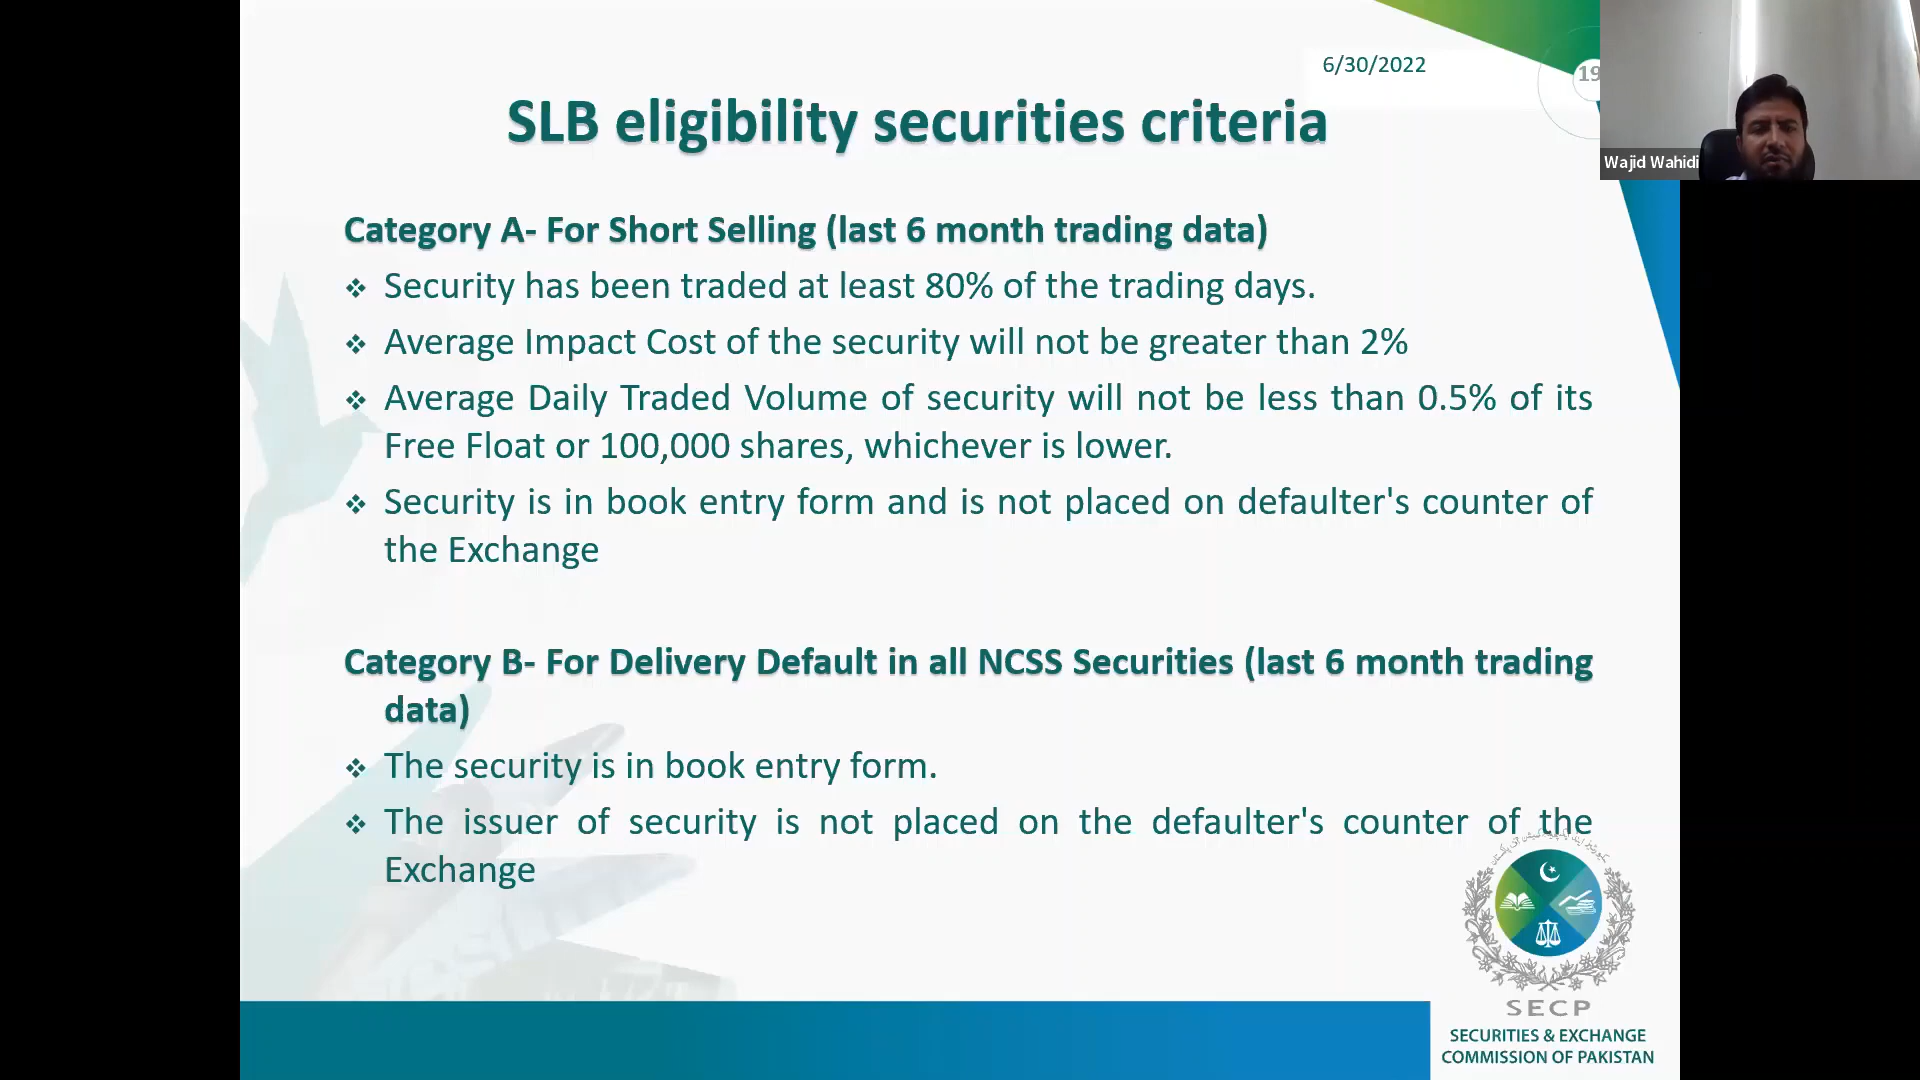 6/30/2022
19
SLB eligibility securities criteria
Wajid Wahidi
Category A- For Short Selling (last 6 month trading data)
❖ Security has been traded at least 80% of the trading days.
❖ Average Impact Cost of the security will not be greater than 2%
❖ Average Daily Traded Volume of security will not be less than 0.5% of its
Free Float or 100,000 shares, whichever is lower.
❖ Security is in book entry form and is not placed on defaulter's counter of
the Exchange
Category B- For Delivery Default in all NCSS Securities (last 6 month trading
data)
❖ The security is in book entry form.
❖ The issuer of security is not placed on the defaulter's counter of the
Exchange
SECP
SECURITIES & EXCHANGE
COMMISSION OF PAKISTAN